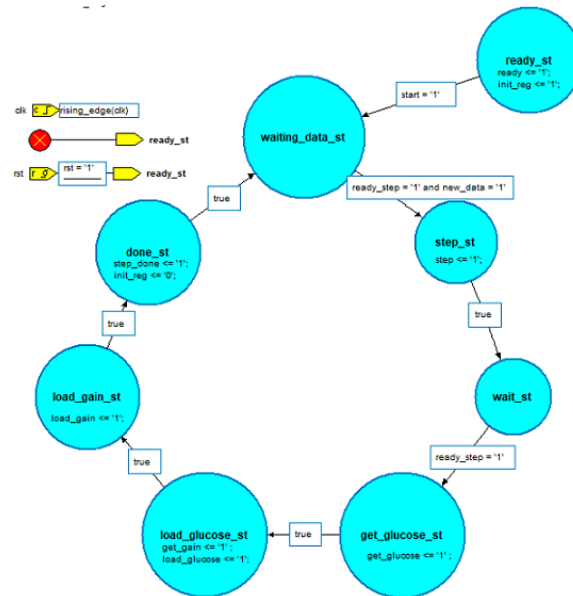 ready_st
ready <= '1';
init_reg <= '1';
start = '1'
clk
rising_edge(clk)
ready_st
rst
rst = '1'
ready_st
waiting_data_st
ready_step = '1' and new_data = '1'
true
done_st
step_done <= '1';
init_reg <= '0';
step_st
step <= '1';
true
true
load_gain_st
load_gain <= '1';
wait_st
ready_step = '1'
true
load_glucose_st
get_gain <= '1' ;
load_glucose <= '1';
true
get_glucose_st
get_glucose <= '1' ;